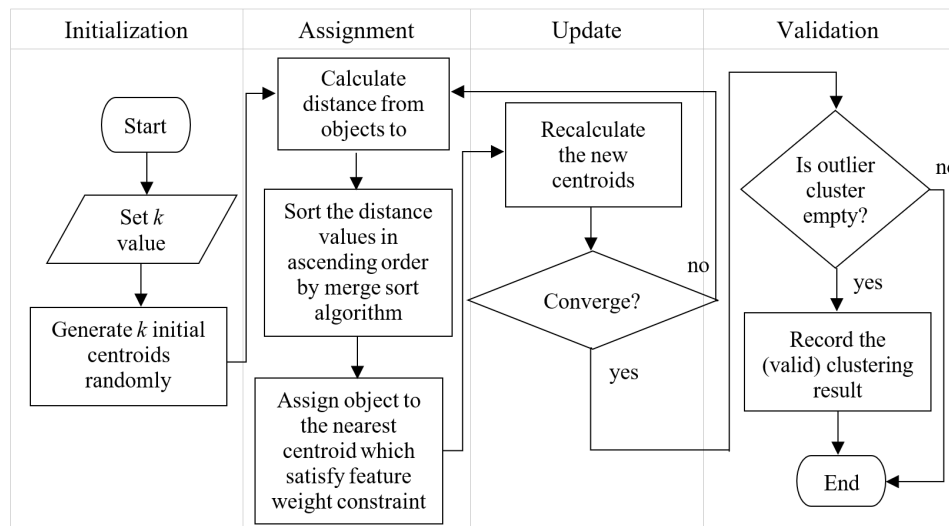 Initialization
Assignment
Update
Validation
Start
Set k
value
Generate k initial
centroids
randomly
Calculate
distance from
objects to
Sort the distance
values in
ascending order
by merge sort
algorithm
Assign object to
the nearest
centroid which
satisfy feature
weight constraint
Recalculate
the new
centroids
Converge?
no
yes
Is outlier
cluster
empty?
no
yes
Record the
(valid) clustering
result
End